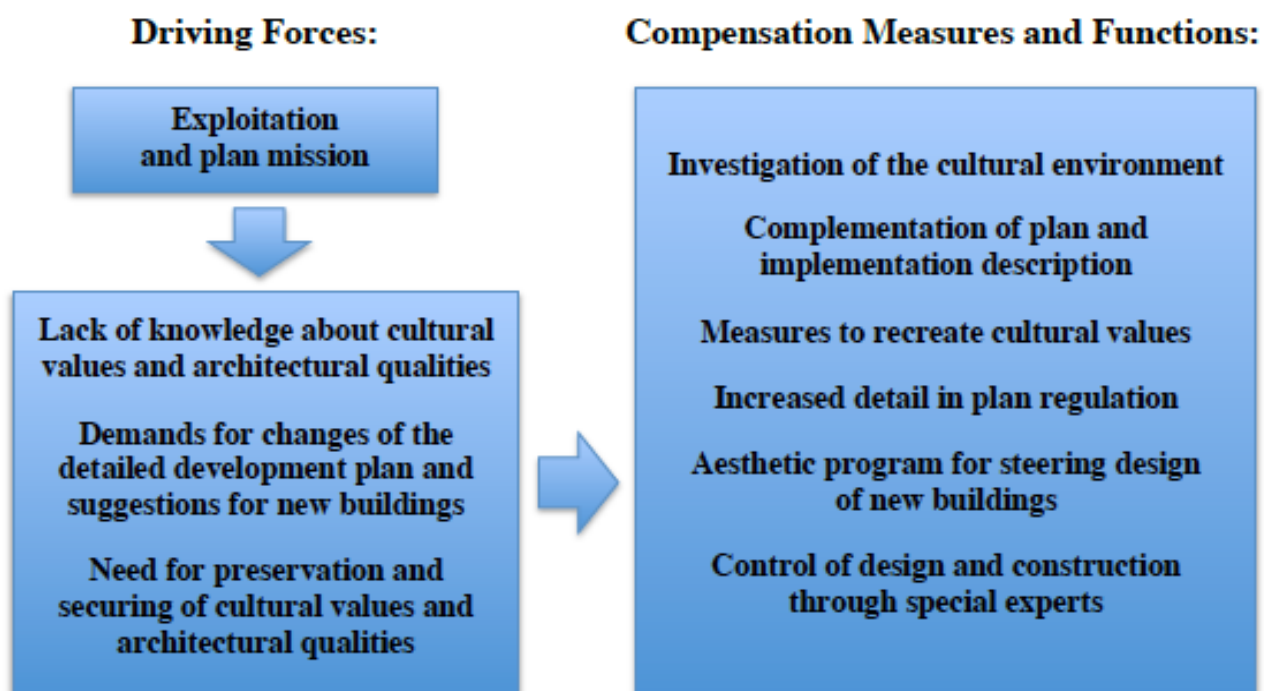 Driving Forces:
Exploitation
and plan mission
Lack of knowledge about cultural
values and architectural qualities
Demands for changes of the
detailed development plan and
suggestions for new buildings
Need for preservation and
securing of cultural values and
architectural qualities
Compensation Measures and Functions:
Investigation of the cultural environment
Complementation of plan and
implementation description
Measures to recreate cultural values
Increased detail in plan regulation
Aesthetic program for steering design
of new buildings
Control of design and construction
through special experts